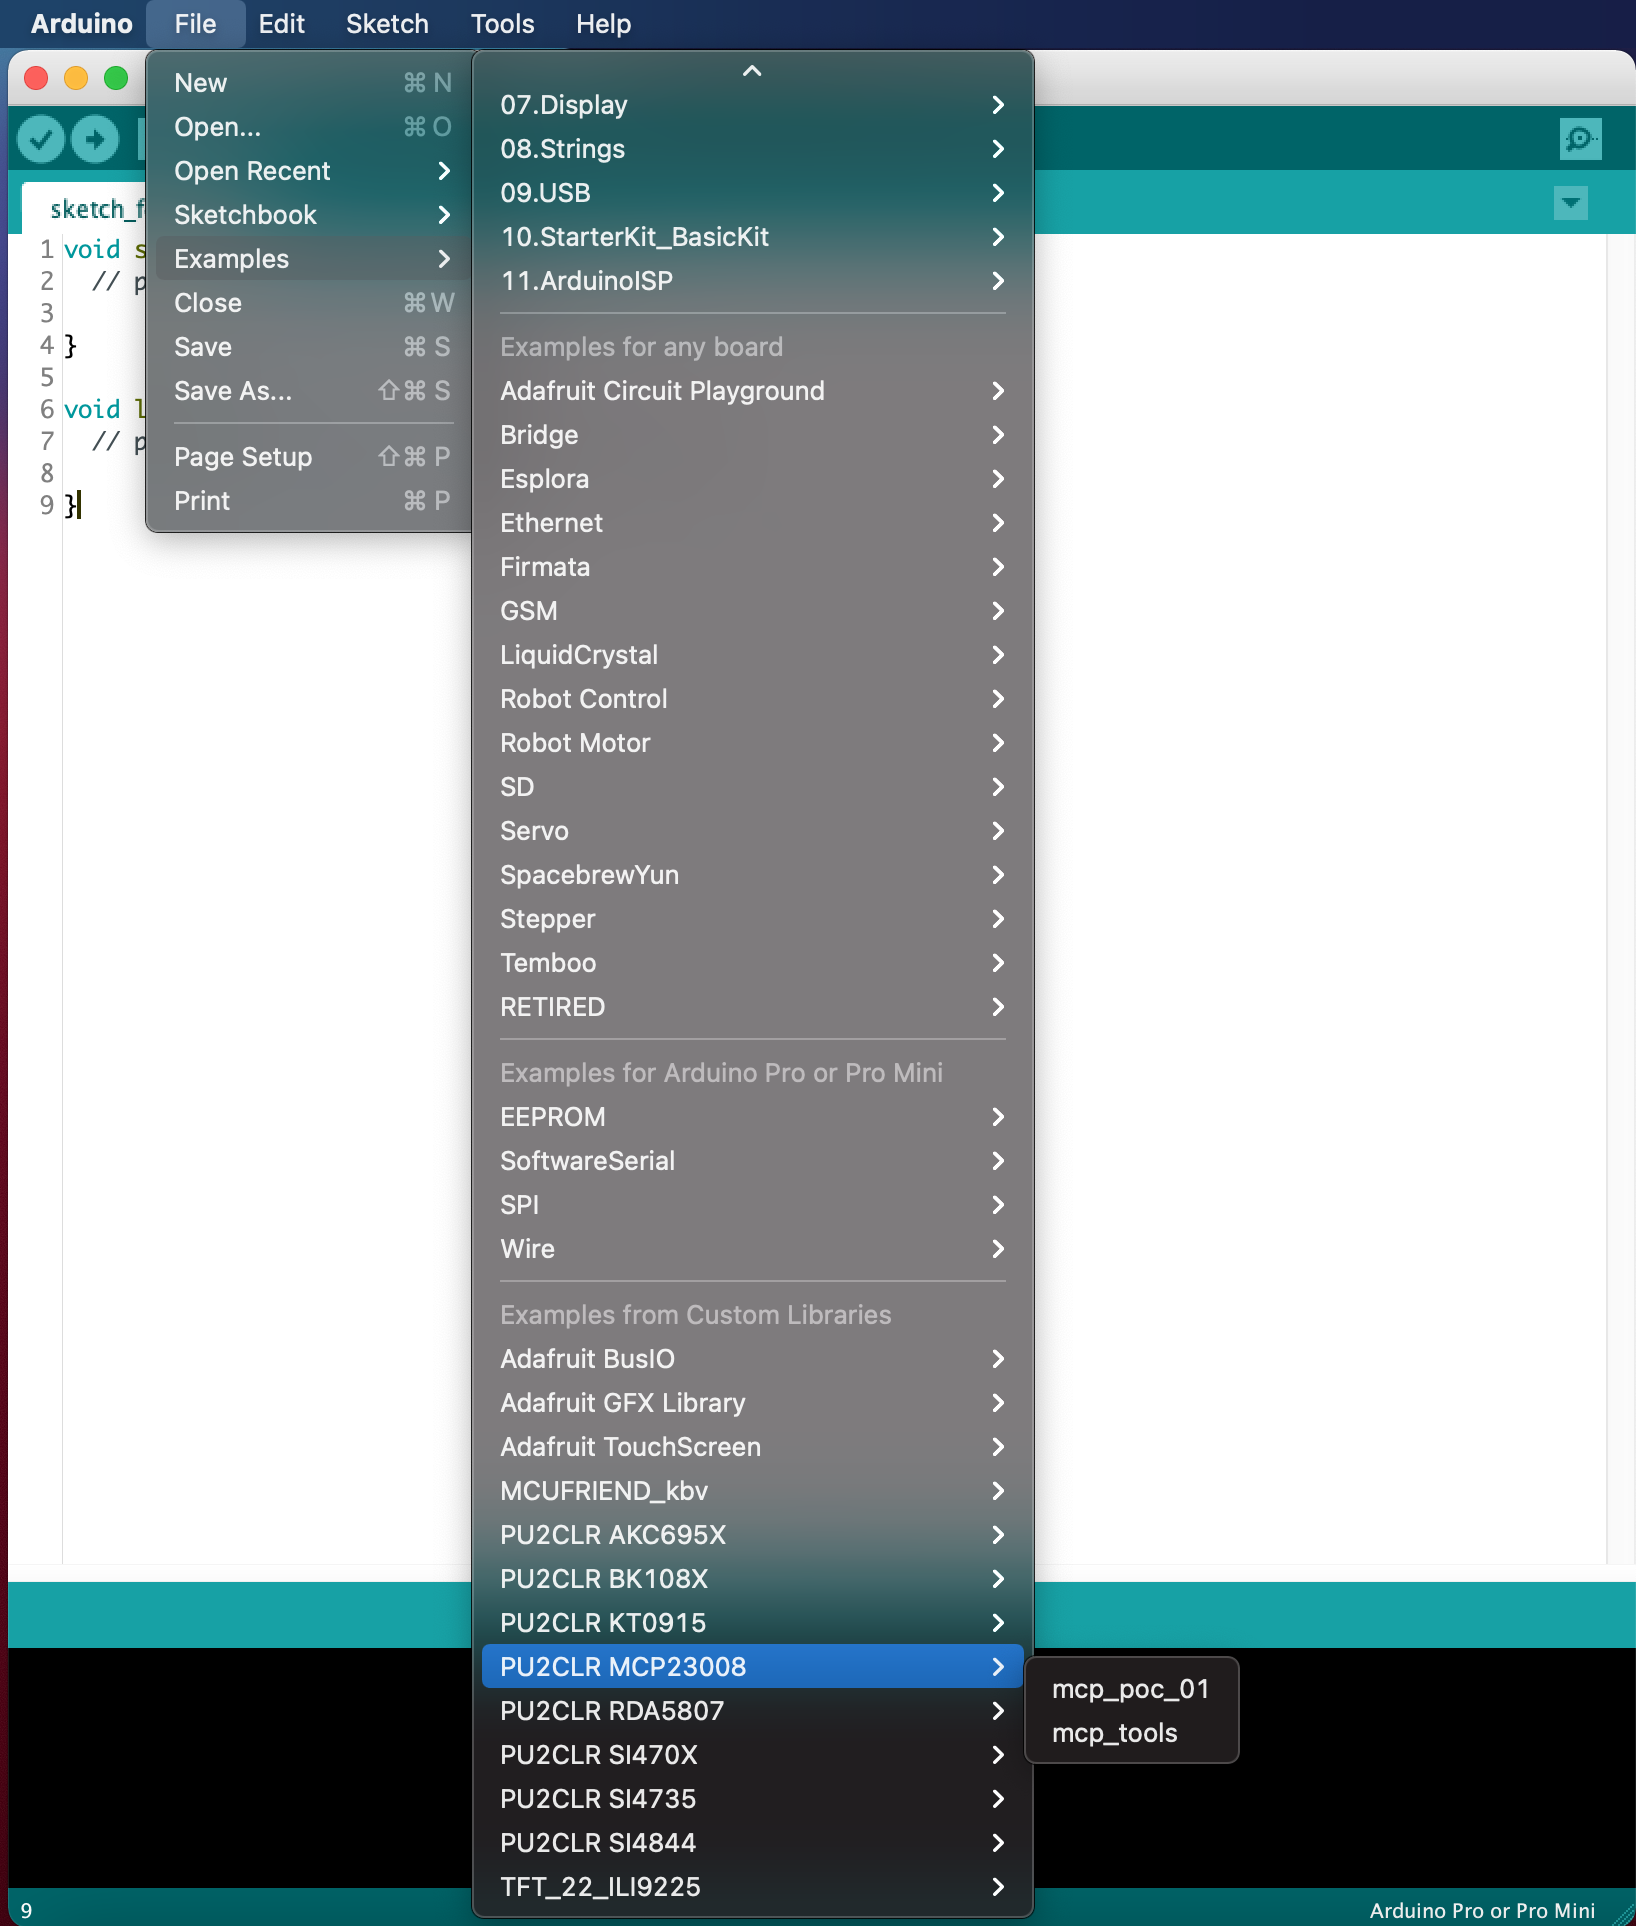 Arduino File Edit Sketch Tools Help
New ⌘ N
Open... ⌘ O
Open Recent
Sketchbook
Examples
Close ⌘ W
Save ⌘ S
Save As... ⇧⌘ S
Page Setup ⇧⌘ P
Print ⌘ P
07.Display
08.Strings
09.USB
10.StarterKit_BasicKit
11.ArduinoISP
Examples for any board
Adafruit Circuit Playground
Bridge
Esplora
Ethernet
Firmata
GSM
LiquidCrystal
Robot Control
Robot Motor
SD
Servo
SpacebrewYun
Stepper
Temboo
RETIRED
Examples for Arduino Pro or Pro Mini
EEPROM
SoftwareSerial
SPI
Wire
Examples from Custom Libraries
Adafruit BusIO
Adafruit GFX Library
Adafruit TouchScreen
MCUFRIEND_kbv
PU2CLR AKC695X
PU2CLR BK108X
PU2CLR KT0915
PU2CLR MCP23008
PU2CLR RDA5807
PU2CLR SI470X
PU2CLR SI4735
PU2CLR SI4844
TFT_22_ILI9225
mcp_poc_01
mcp_tools
sketch_f
1 void s
2 // p
3
4 }
5
6 void l
7 // p
8
9 }
9 Arduino Pro or Pro Mini